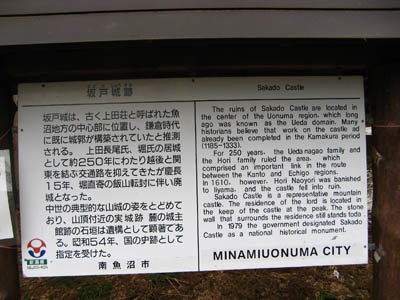 坂戸城跡
坂戸城は、古く上田荘と呼ばれた魚
沼地方の中心部に位置し、鎌倉時代
に既に城郭が構築されていたと推測
される。 上田長尾氏、堀氏の居城
として約250年にわたり越後と関
東を結ぶ交通路を抑えてきたが慶長
15年、堀直寄の飯山転封に伴い廃
城となった。
中世の典型的な山城の姿をとどめて
おり、山頂付近の実城跡 麓の城主
館跡の石垣は遺構として顕著であ
る。昭和54年、国の史跡として
指定を受けた。
南魚沼市
Sakado Castle
The ruins of Sakado Castle are located in
the center of the Uonuma region, which long
ago was known as the Ueda domain. Many
historians believe that work on the castle ad
already been completed in the Kamakura period
(1185-1333).
For 250 years, the Ueda nagao family and
the Hori family ruled the area, which
comprised an important link in the route
between the Kanto and Echigo regions.
In 1610, however, Hori Naoyori was banished
to Iiyama, and the castle fell into ruin.
Sakado Castle is a representative mountain
castle. The residence of the lord is located in
the keep of the castle at the peak. The stone
wall that surrounds the residence still stands toda
In 1979 the government designated Sakado
Castle as a national historical monument.
MINAMIUONUMA CITY